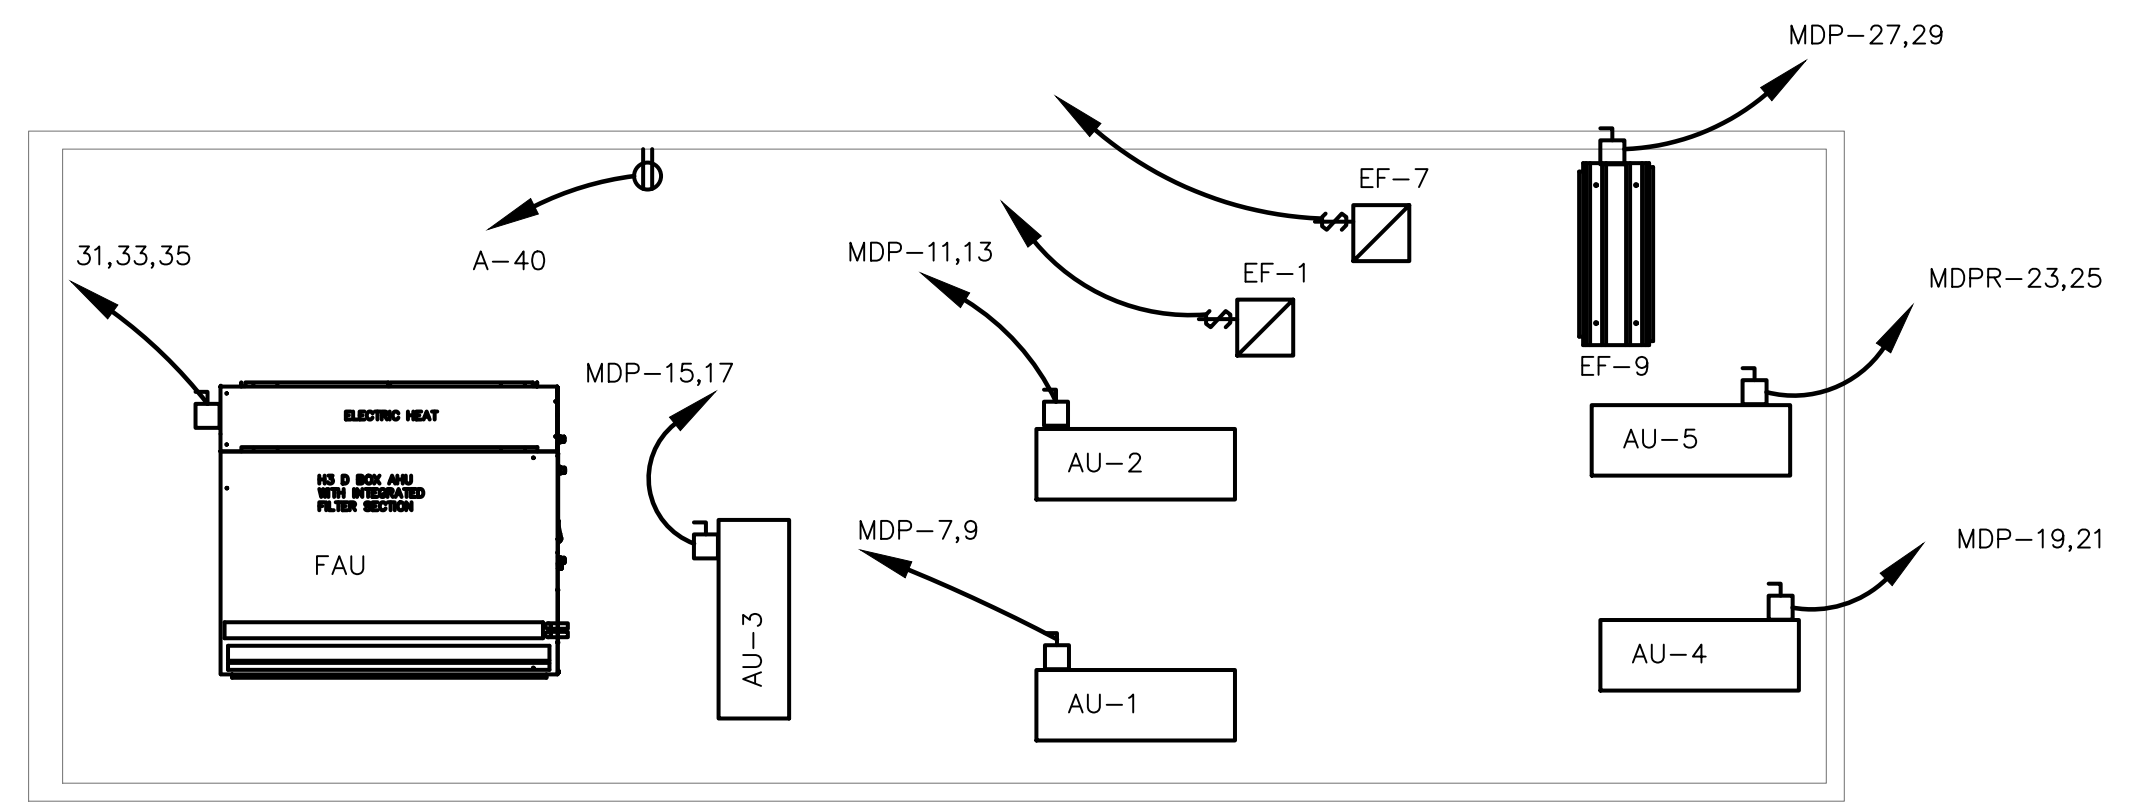 MDP-27,29
EF-7
31,33,35
A-40
MDP-11,13
EF-1
MDPR-23,25
EF-9
MDP-15,17
ELECTRIC HEAT
AU-5
AU-2
H3 D BOX AHU
WITH INTEGRATED
FILTER SECTION
MDP-7,9
MDP-19,21
FAU
AU-3
AU-4
AU-1